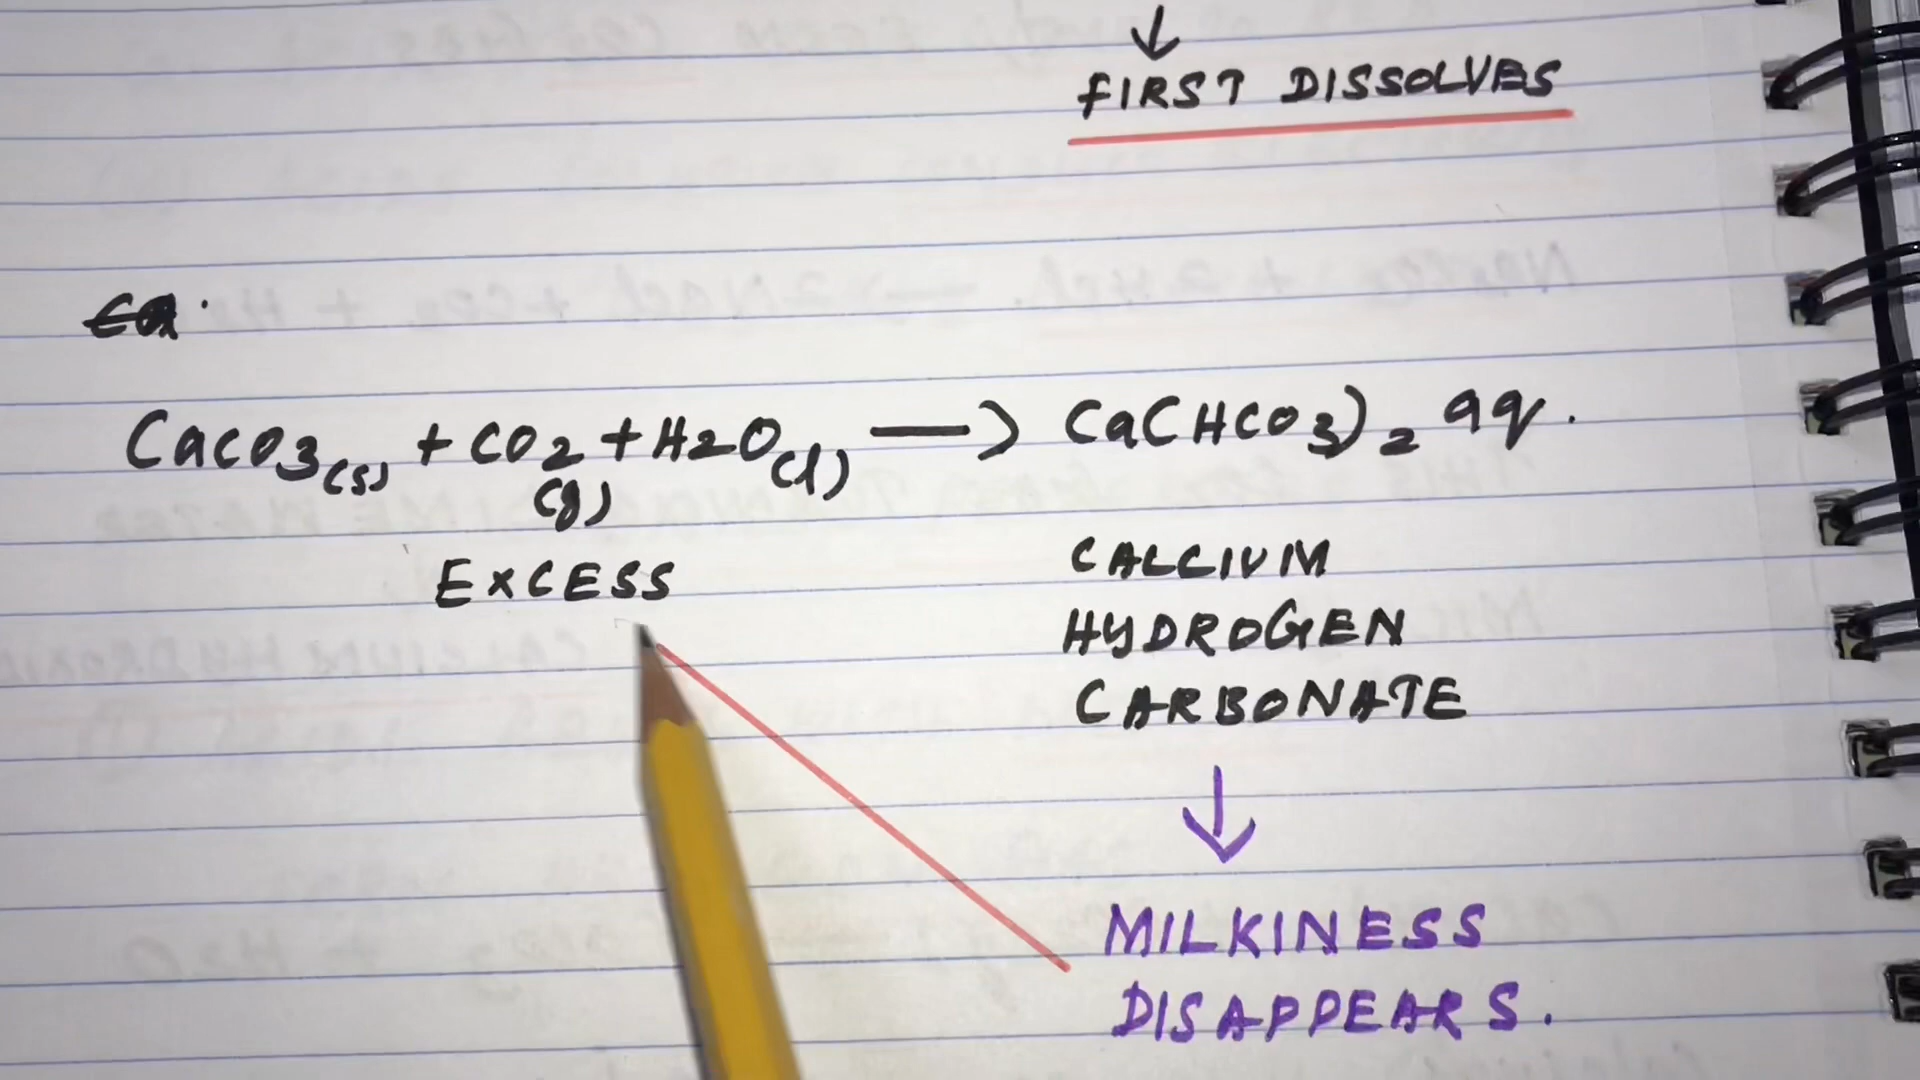 ↓
FIRST DISSOLVES
CaCO3(s) + CO2(g) + H2O(l) → Ca(HCO3)2 aq.
EXCESS
CALCIUM
HYDROGEN
CARBONATE
↓
MILKINESS
DISAPPEARS.